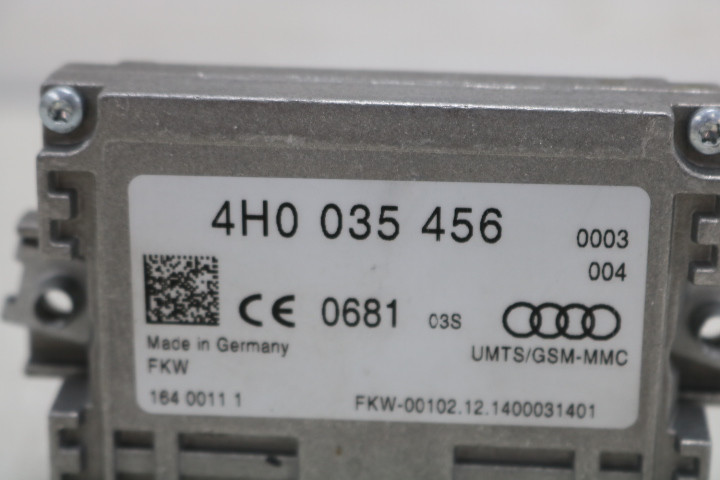 4H0 035 456 0003
004
CE 0681 03S
Made in Germany
UMTS/GSM-MMC
FKW
164 0011 1
FKW-00102.12.1400031401